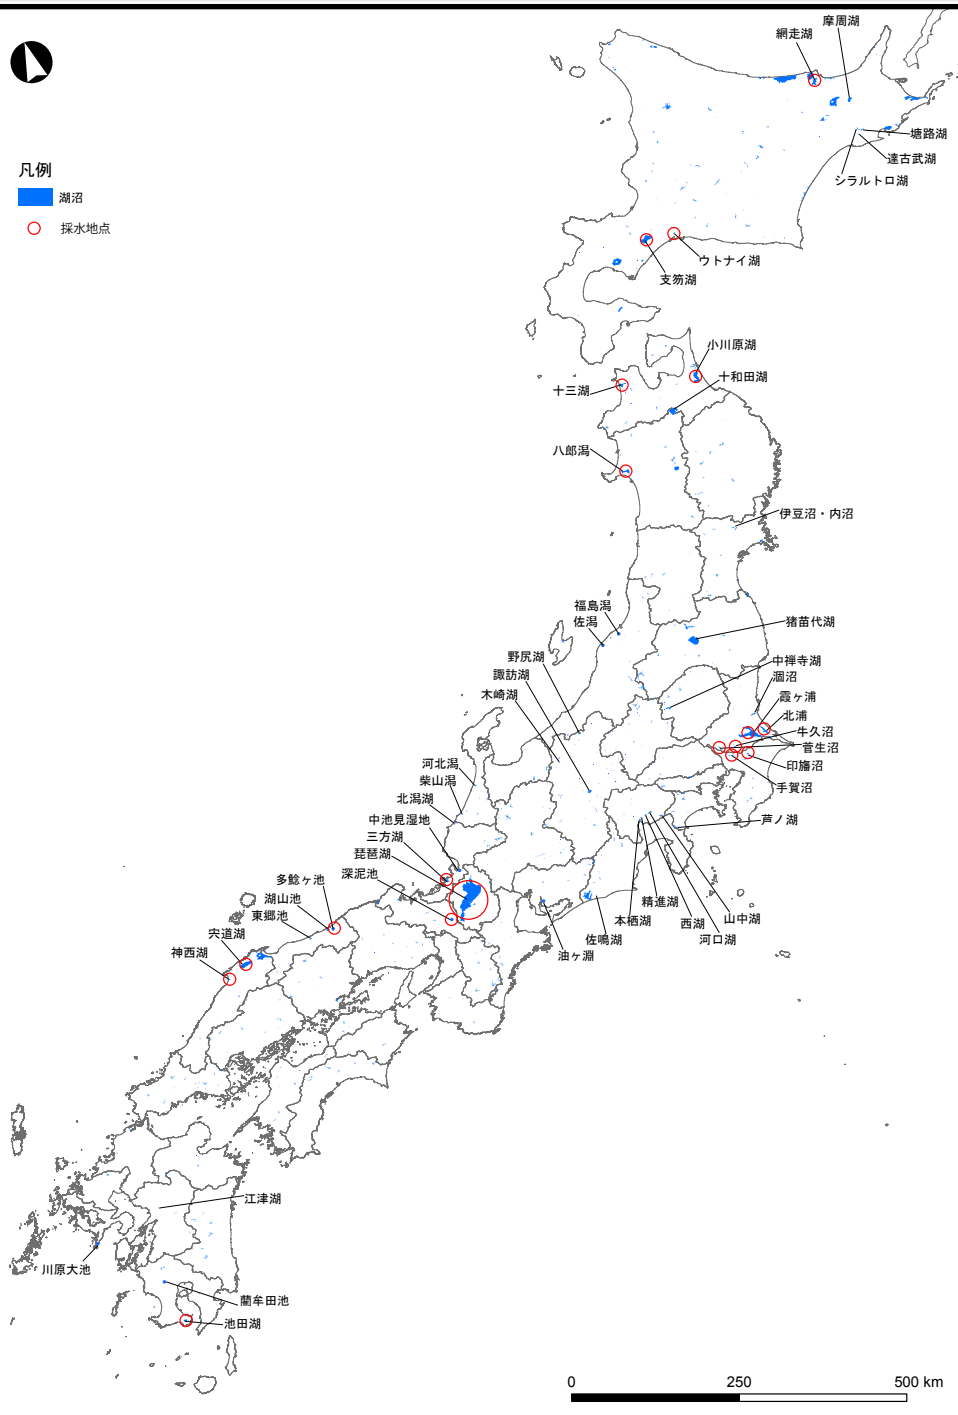 摩周湖
網走湖
塘路湖
達古武湖
シラルトロ湖
凡例
湖沼
採水地点
ウトナイ湖
支笏湖
小川原湖
十和田湖
十三湖
八郎潟
伊豆沼・内沼
福島潟
佐潟
猪苗代湖
野尻湖
諏訪湖
木崎湖
中禅寺湖
涸沼
霞ヶ浦
北浦
牛久沼
菅生沼
印旛沼
手賀沼
芦ノ湖
河北潟
柴山潟
北潟湖
中池見湿地
三方湖
琵琶湖
深泥池
多鯰ヶ池
湖山池
東郷池
宍道湖
神西湖
精進湖
本栖湖
西湖
山中湖
河口湖
佐鳴湖
油ヶ淵
江津湖
川原大池
藺牟田池
池田湖
0 250 500 km